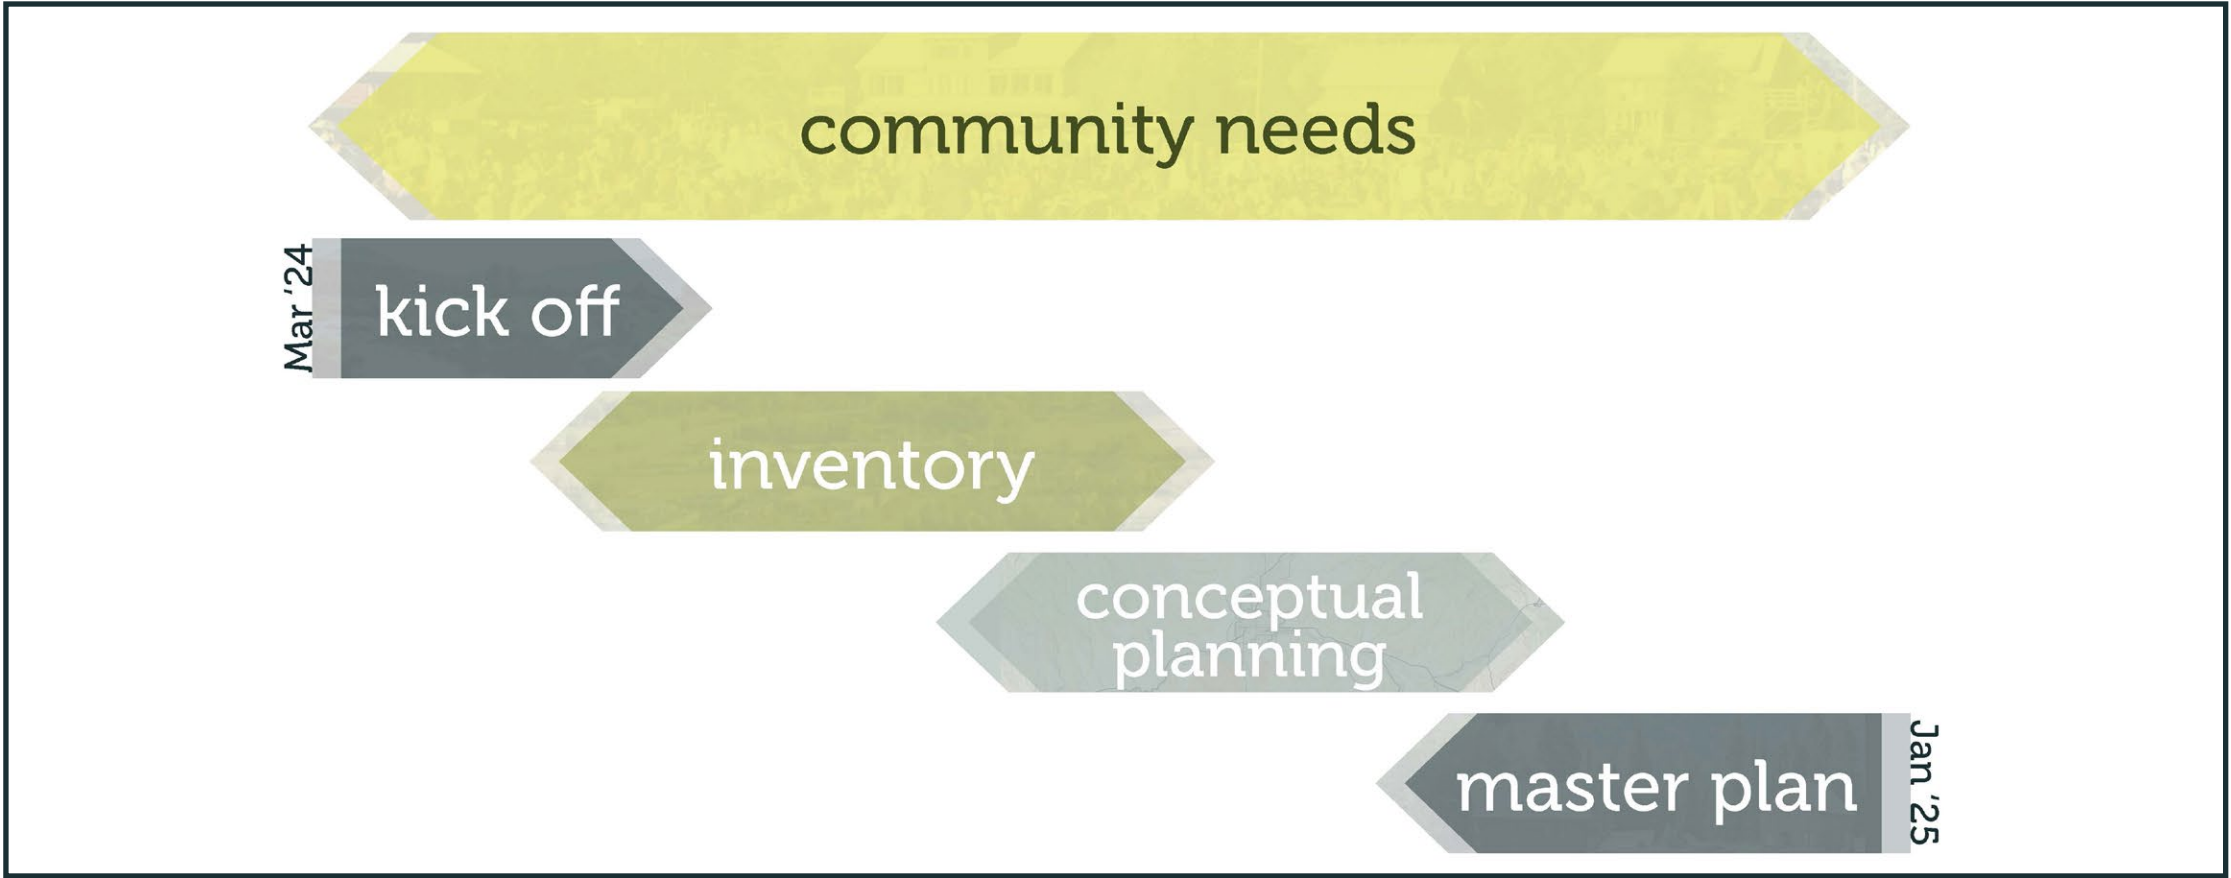 community needs
Mar '24
kick off
inventory
conceptual
planning
master plan
Jan '25